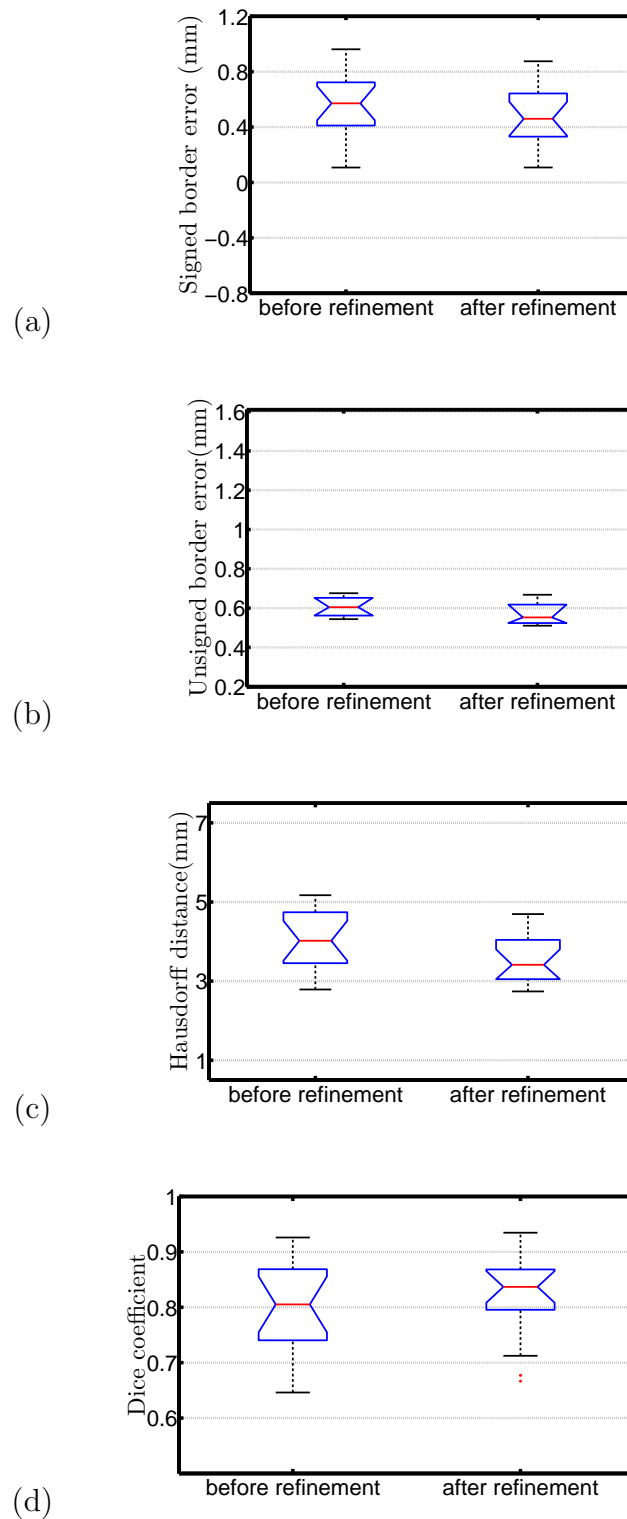 (a)
Signed border error (mm)
1.2
0.8
0.4
0
−0.4
−0.8
before refinement after refinement
(b)
Unsigned border error(mm)
1.6
1.4
1.2
1
0.8
0.6
0.4
0.2
before refinement after refinement
(c)
Hausdorff distance(mm)
7
5
3
1
before refinement after refinement
(d)
Dice coefficient
1
0.9
0.8
0.7
0.6
before refinement after refinement